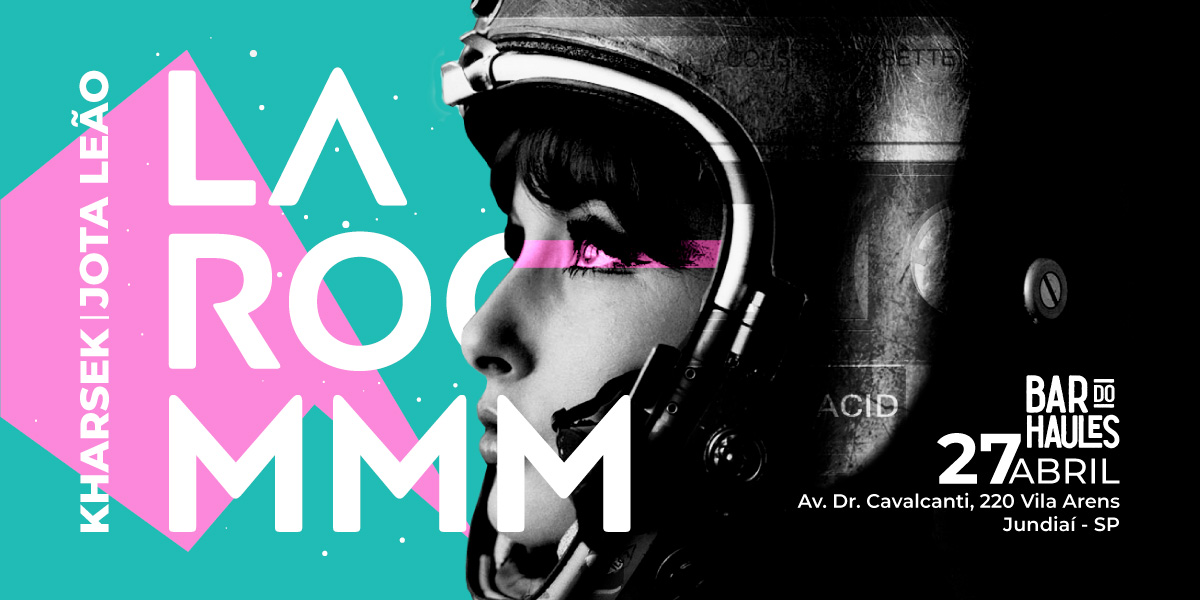 KHARSEK | JOTA LEÃO
LA
ROO
MMM
ACID
BAR DO
HAULES
27 ABRIL
Av. Dr. Cavalcanti, 220 Vila Arens
Jundiaí - SP